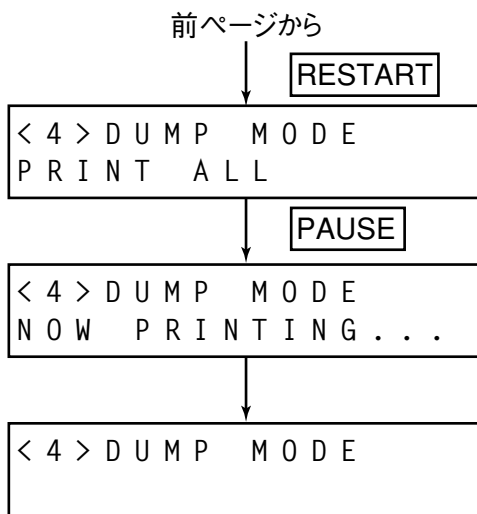 前ページから
RESTART
<4>DUMP MODE
PRINT ALL
PAUSE
<4>DUMP MODE
NOW PRINTING...
<4>DUMP MODE